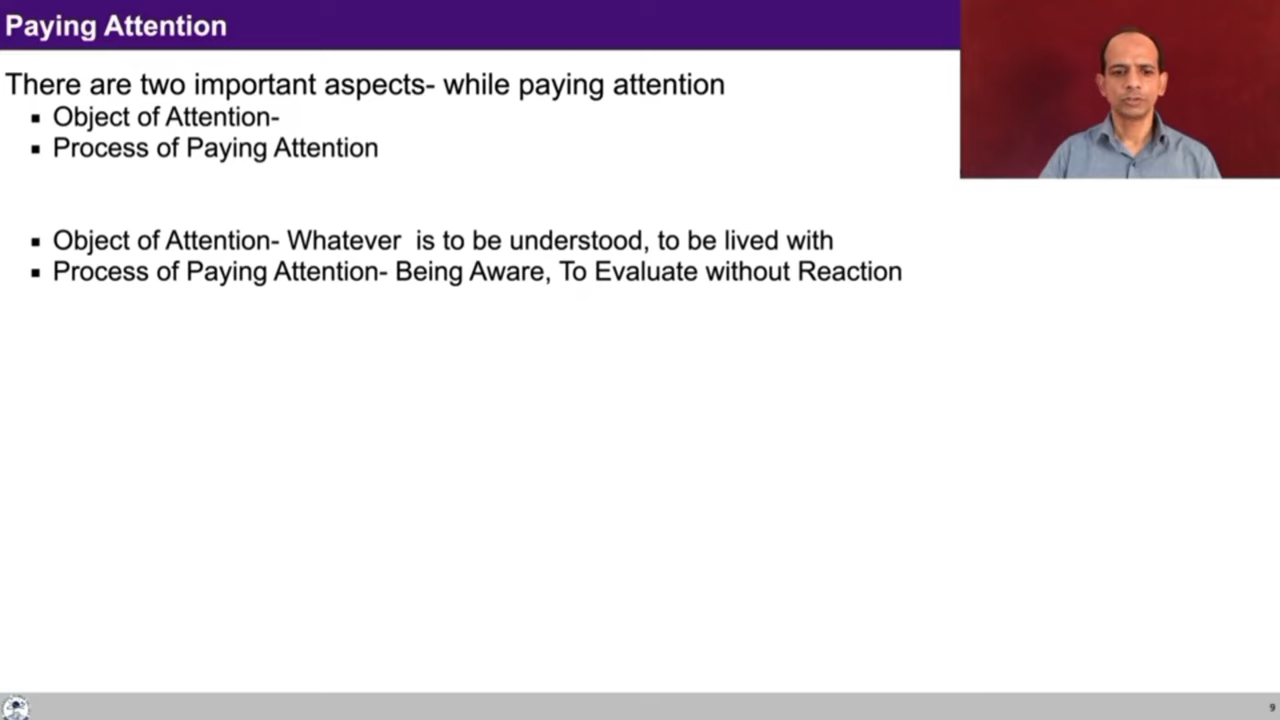 Paying Attention
There are two important aspects- while paying attention
▪ Object of Attention-
▪ Process of Paying Attention
▪ Object of Attention- Whatever  is to be understood, to be lived with
▪ Process of Paying Attention- Being Aware, To Evaluate without Reaction
9